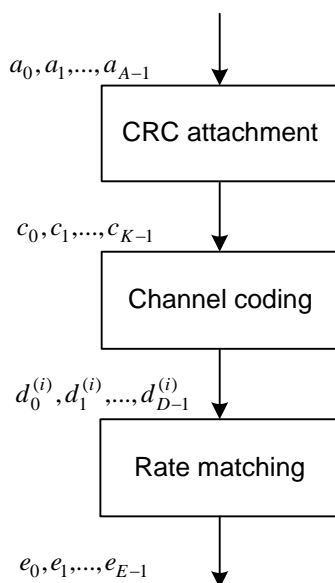 a_0, a_1, ..., a_{A-1}
CRC attachment
c_0, c_1, ..., c_{K-1}
Channel coding
d_0^{(i)}, d_1^{(i)}, ..., d_{D-1}^{(i)}
Rate matching
e_0, e_1, ..., e_{E-1}